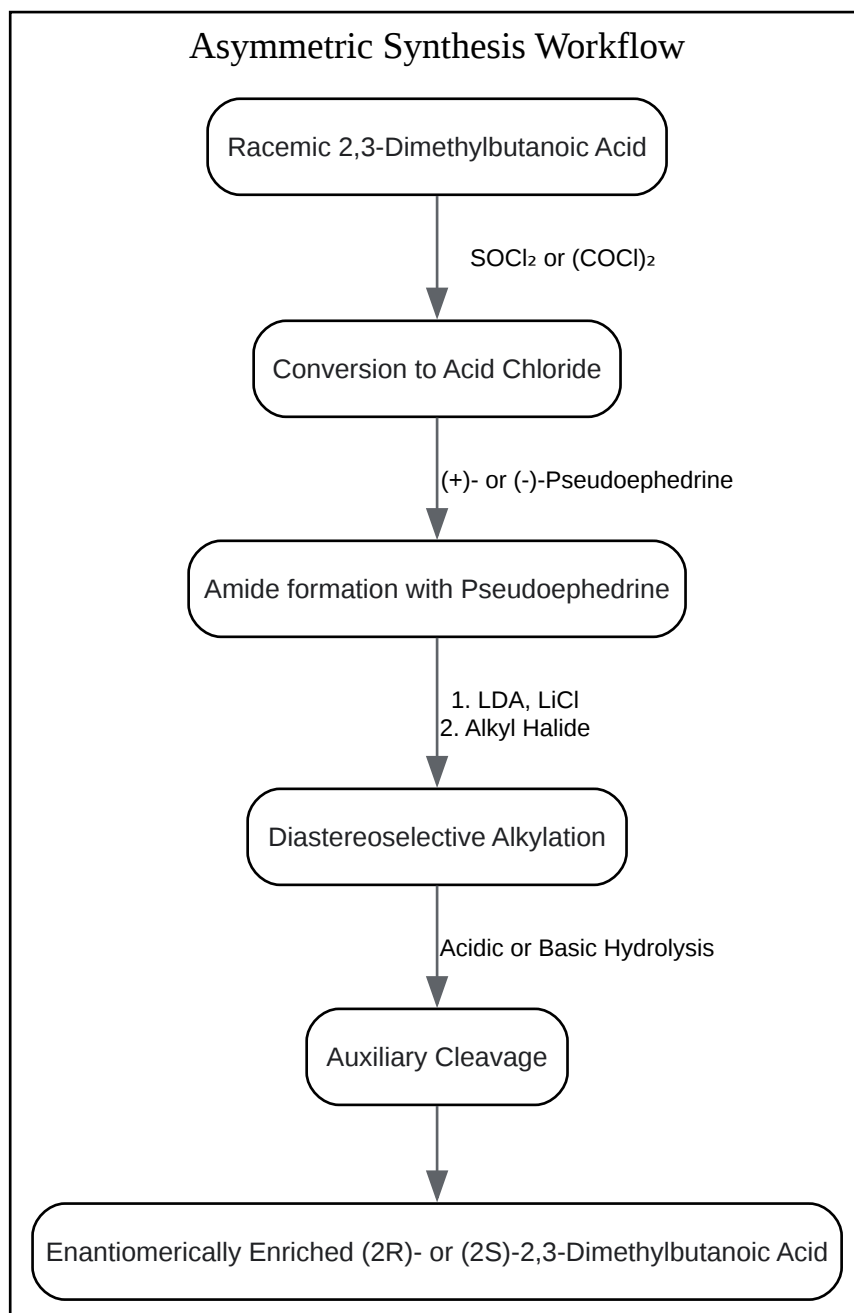 Asymmetric Synthesis Workflow
Racemic 2,3-Dimethylbutanoic Acid
SOCl₂ or (COCl)₂
Conversion to Acid Chloride
(+)- or (-)-Pseudoephedrine
Amide formation with Pseudoephedrine
1. LDA, LiCl
2. Alkyl Halide
Diastereoselective Alkylation
Acidic or Basic Hydrolysis
Auxiliary Cleavage
Enantiomerically Enriched (2R)- or (2S)-2,3-Dimethylbutanoic Acid